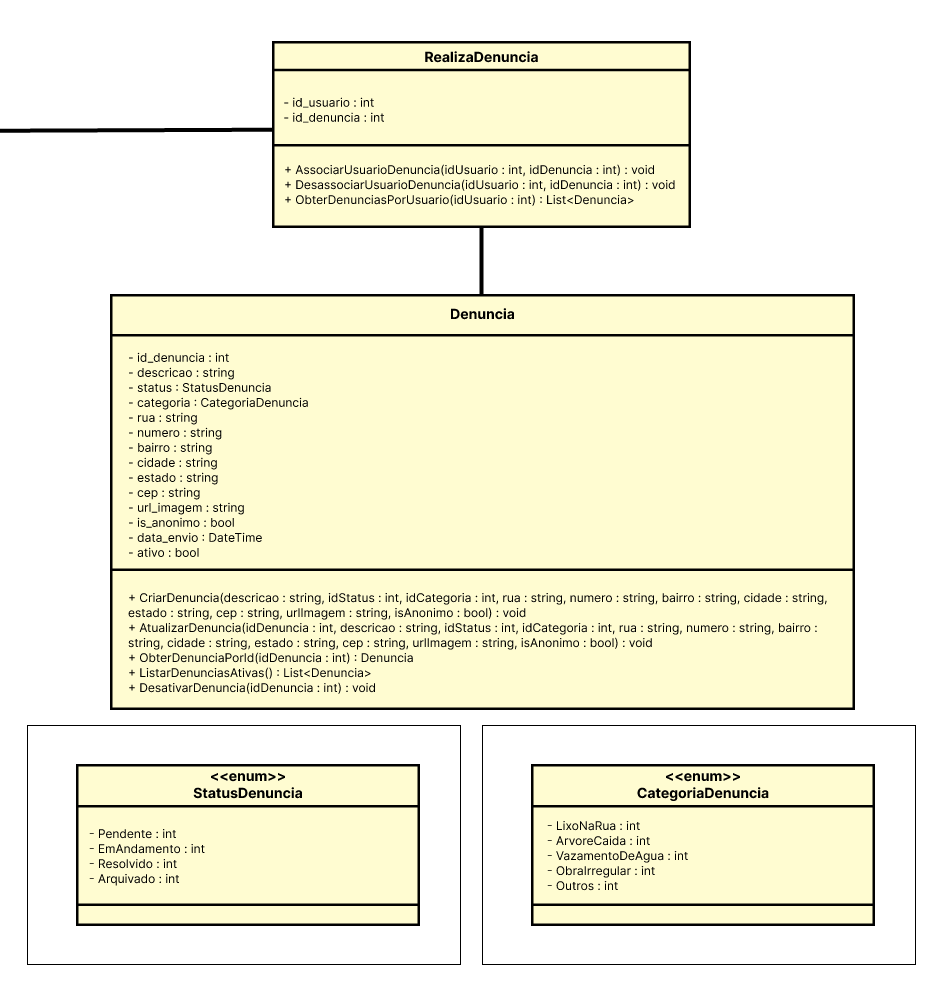 RealizaDenuncia
- id_usuario : int
- id_denuncia : int
+ AssociarUsuarioDenuncia(idUsuario : int, idDenuncia : int) : void
+ DesassociarUsuarioDenuncia(idUsuario : int, idDenuncia : int) : void
+ ObterDenunciasPorUsuario(idUsuario : int) : List<Denuncia>
Denuncia
- id_denuncia : int
- descricao : string
- status : StatusDenuncia
- categoria : CategoriaDenuncia
- rua : string
- numero : string
- bairro : string
- cidade : string
- estado : string
- cep : string
- url_imagem : string
- is_anonimo : bool
- data_envio : DateTime
- ativo : bool
+ CriarDenuncia(descricao : string, idStatus : int, idCategoria : int, rua : string, numero : string, bairro : string, cidade : string,
estado : string, cep : string, urlImagem : string, isAnonimo : bool) : void
+ AtualizarDenuncia(idDenuncia : int, descricao : string, idStatus : int, idCategoria : int, rua : string, numero : string, bairro :
string, cidade : string, estado : string, cep : string, urlImagem : string, isAnonimo : bool) : void
+ ObterDenunciaPorId(idDenuncia : int) : Denuncia
+ ListarDenunciasAtivas() : List<Denuncia>
+ DesativarDenuncia(idDenuncia : int) : void
<<enum>>
StatusDenuncia
- Pendente : int
- EmAndamento : int
- Resolvido : int
- Arquivado : int
<<enum>>
CategoriaDenuncia
- LixoNaRua : int
- ArvoreCaida : int
- VazamentoDeAgua : int
- ObraIrregular : int
- Outros : int